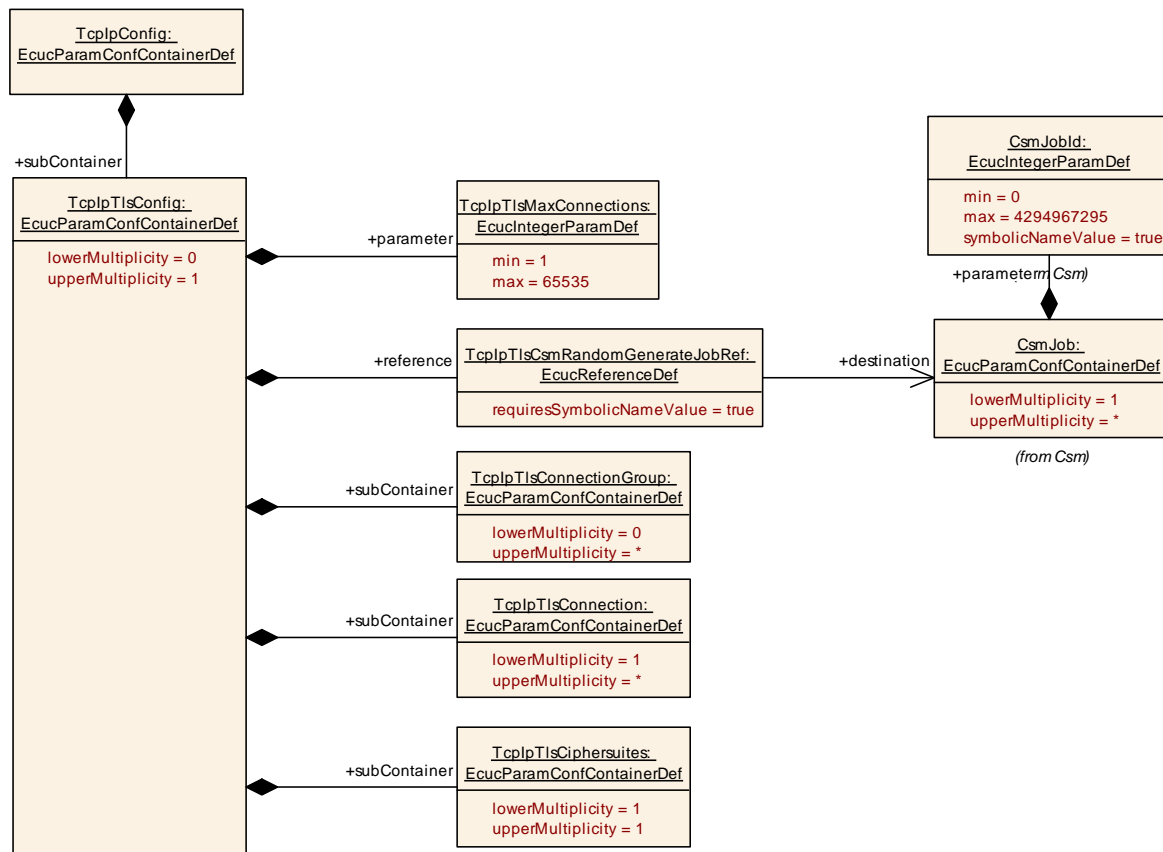 TcpIpConfig:
EcucParamConfContainerDef
+subContainer
TcpIpTlsConfig:
EcucParamConfContainerDef
lowerMultiplicity = 0
upperMultiplicity = 1
+parameter
TcpIpTlsMaxConnections:
EcucIntegerParamDef
min = 1
max = 65535
CsmJobId:
EcucIntegerParamDef
min = 0
max = 4294967295
symbolicNameValue = true
+parameter
m Csm)
+reference
TcpIpTlsCsmRandomGenerateJobRef:
EcucReferenceDef
requiresSymbolicNameValue = true
+destination
CsmJob:
EcucParamConfContainerDef
lowerMultiplicity = 1
upperMultiplicity = *
(from Csm)
+subContainer
TcpIpTlsConnectionGroup:
EcucParamConfContainerDef
lowerMultiplicity = 0
upperMultiplicity = *
+subContainer
TcpIpTlsConnection:
EcucParamConfContainerDef
lowerMultiplicity = 1
upperMultiplicity = *
+subContainer
TcpIpTlsCiphersuites:
EcucParamConfContainerDef
lowerMultiplicity = 1
upperMultiplicity = 1